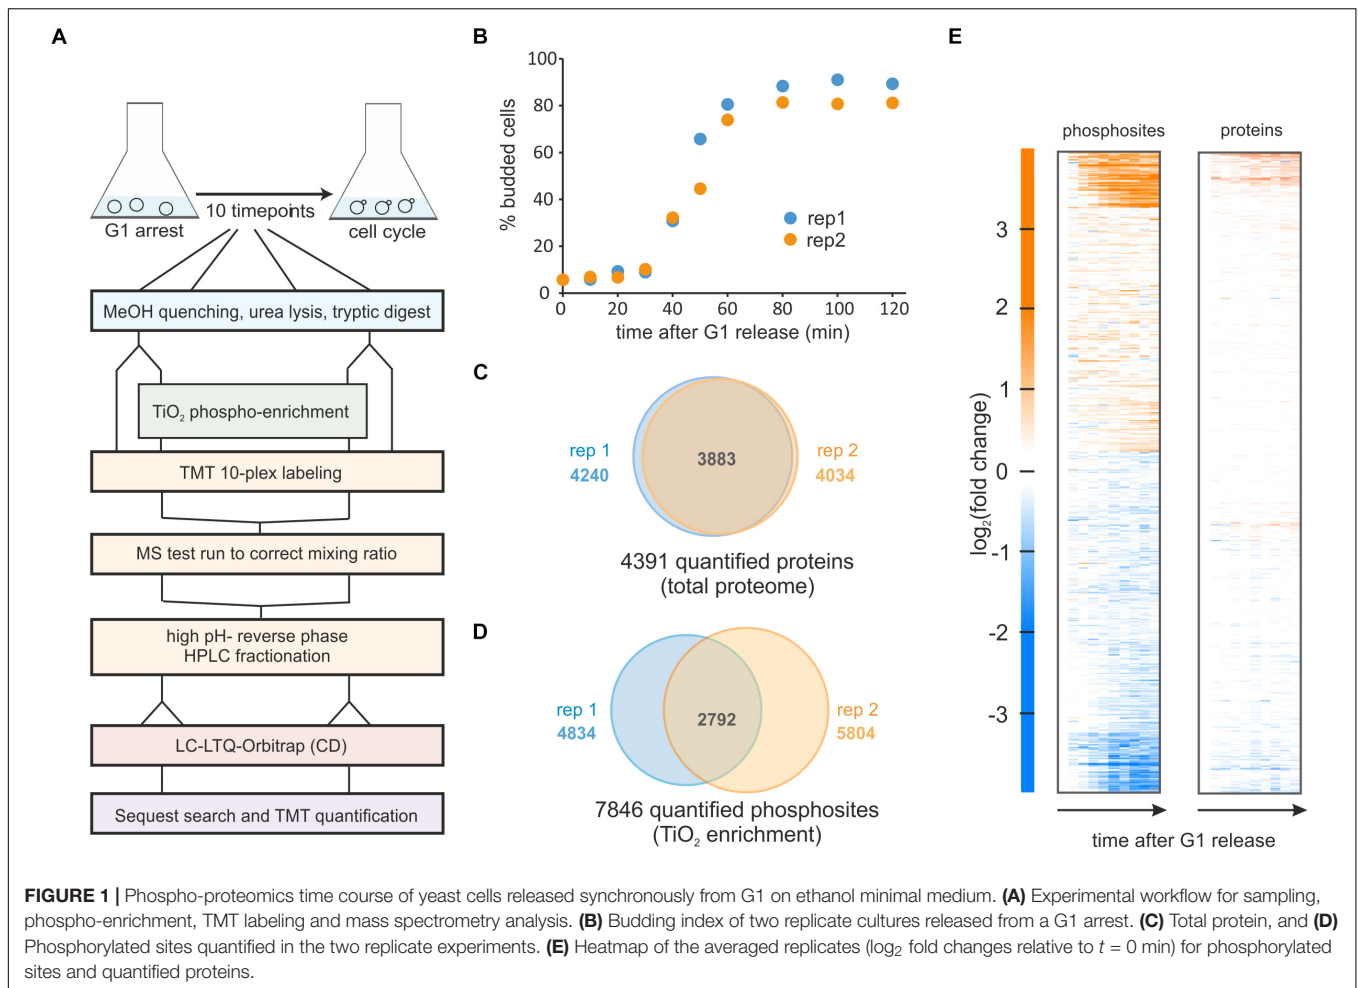 A
G1 arrest
10 timepoints
cell cycle
MeOH quenching, urea lysis, tryptic digest
TiO2 phospho-enrichment
TMT 10-plex labeling
MS test run to correct mixing ratio
high pH- reverse phase
HPLC fractionation
LC-LTQ-Orbitrap (CD)
Sequest search and TMT quantification
B
% budded cells
100
80
60
40
20
0
0
20
40
60
80
100
120
time after G1 release (min)
rep1
rep2
C
rep 1
4240
3883
rep 2
4034
4391 quantified proteins
(total proteome)
D
rep 1
4834
2792
rep 2
5804
7846 quantified phosphosites
(TiO2 enrichment)
E
phosphosites
proteins
log2(fold change)
3
2
1
0
-1
-2
-3
time after G1 release
FIGURE 1 | Phospho-proteomics time course of yeast cells released synchronously from G1 on ethanol minimal medium. (A) Experimental workflow for sampling,
phospho-enrichment, TMT labeling and mass spectrometry analysis. (B) Budding index of two replicate cultures released from a G1 arrest. (C) Total protein, and (D)
Phosphorylated sites quantified in the two replicate experiments. (E) Heatmap of the averaged replicates (log2 fold changes relative to t = 0 min) for phosphorylated
sites and quantified proteins.